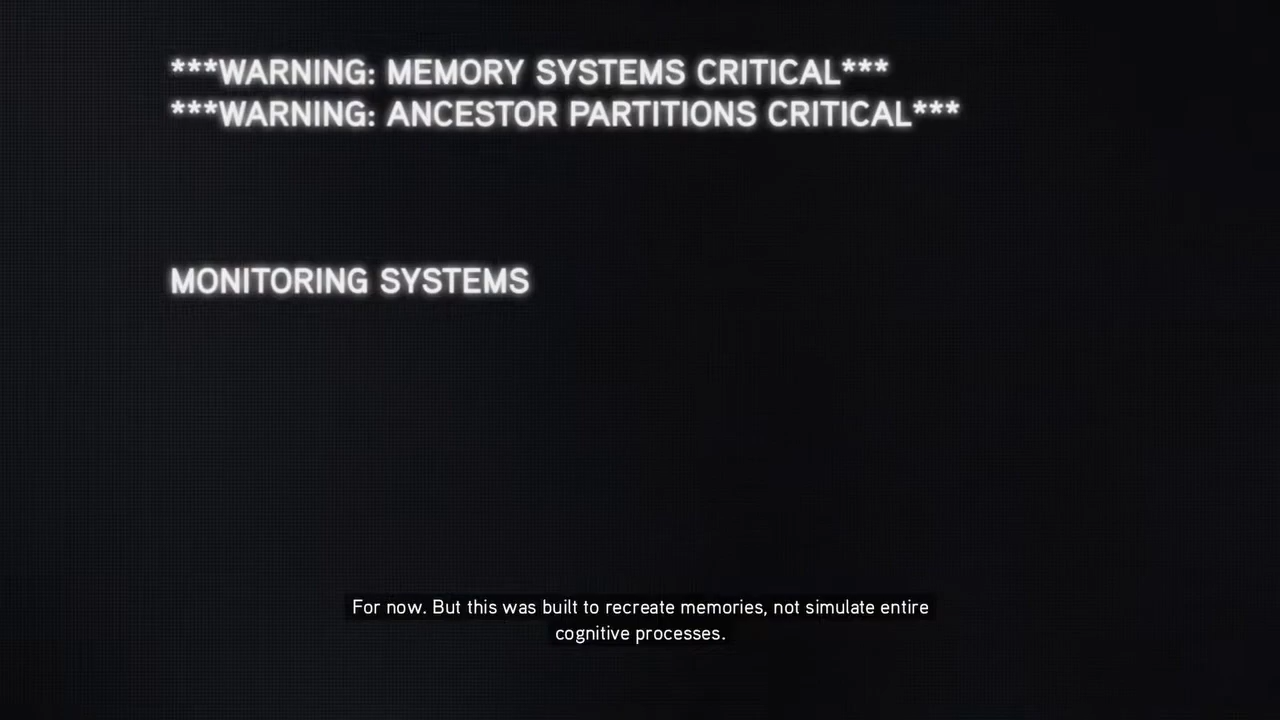 ***WARNING: MEMORY SYSTEMS CRITICAL***
***WARNING: ANCESTOR PARTITIONS CRITICAL***
MONITORING SYSTEMS
For now. But this was built to recreate memories, not simulate entire
cognitive processes.